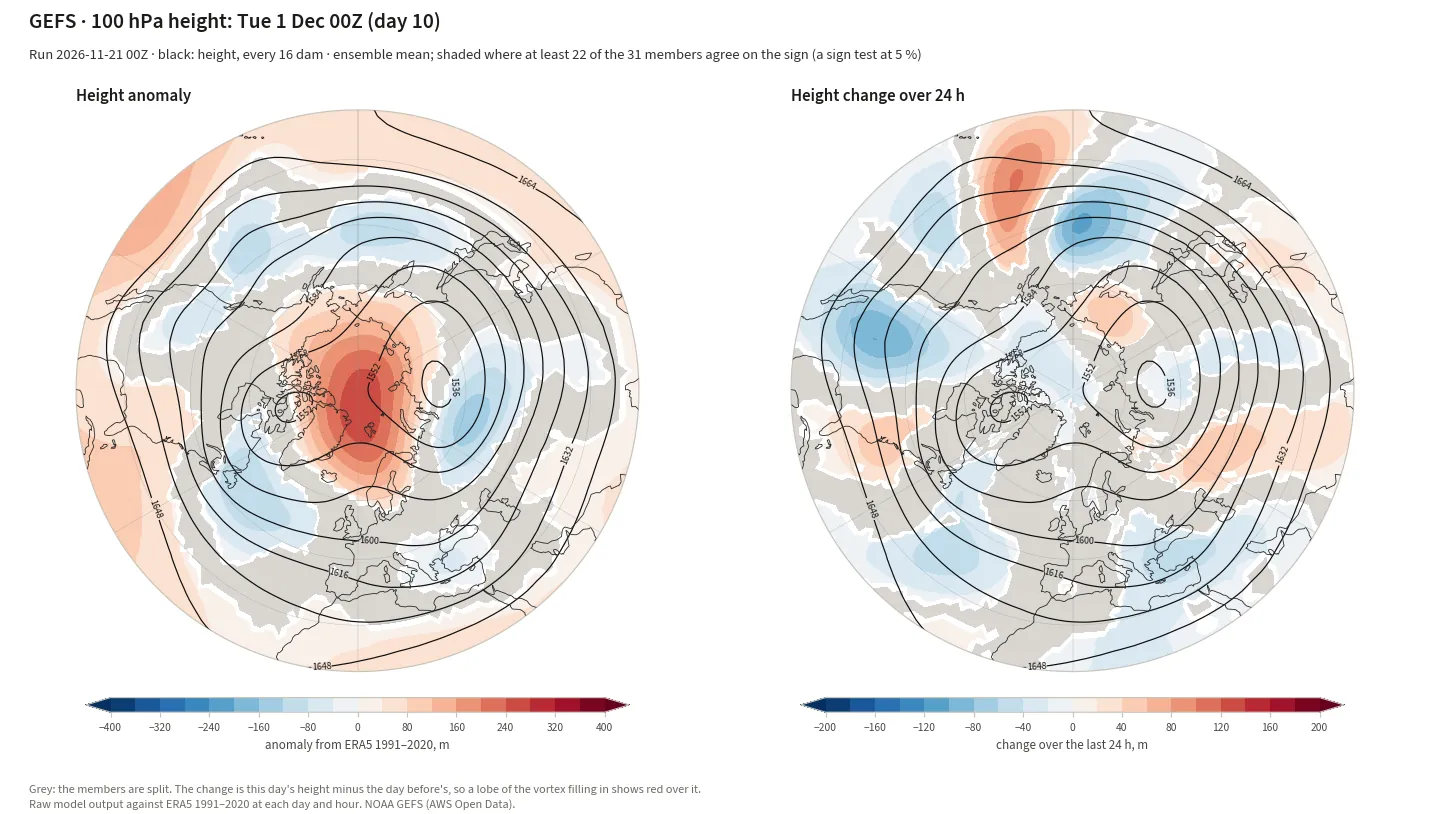 GEFS · 100 hPa height: Tue 1 Dec 00Z (day 10)
Run 2026-11-21 00Z · black: height, every 16 dam · ensemble mean; shaded where at least 22 of the 31 members agree on the sign (a sign test at 5 %)
Height anomaly
Height change over 24 h
1664
1584
1568
1552
1552
1536
1632
1648
1600
1616
1648
1664
1584
1568
1552
1552
1536
1632
1648
1600
1616
1648
−400 −320 −240 −160 −80 0 80 160 240 320 400
anomaly from ERA5 1991–2020, m
−200 −160 −120 −80 −40 0 40 80 120 160 200
change over the last 24 h, m
Grey: the members are split. The change is this day's height minus the day before's, so a lobe of the vortex filling in shows red over it.
Raw model output against ERA5 1991–2020 at each day and hour. NOAA GEFS (AWS Open Data).